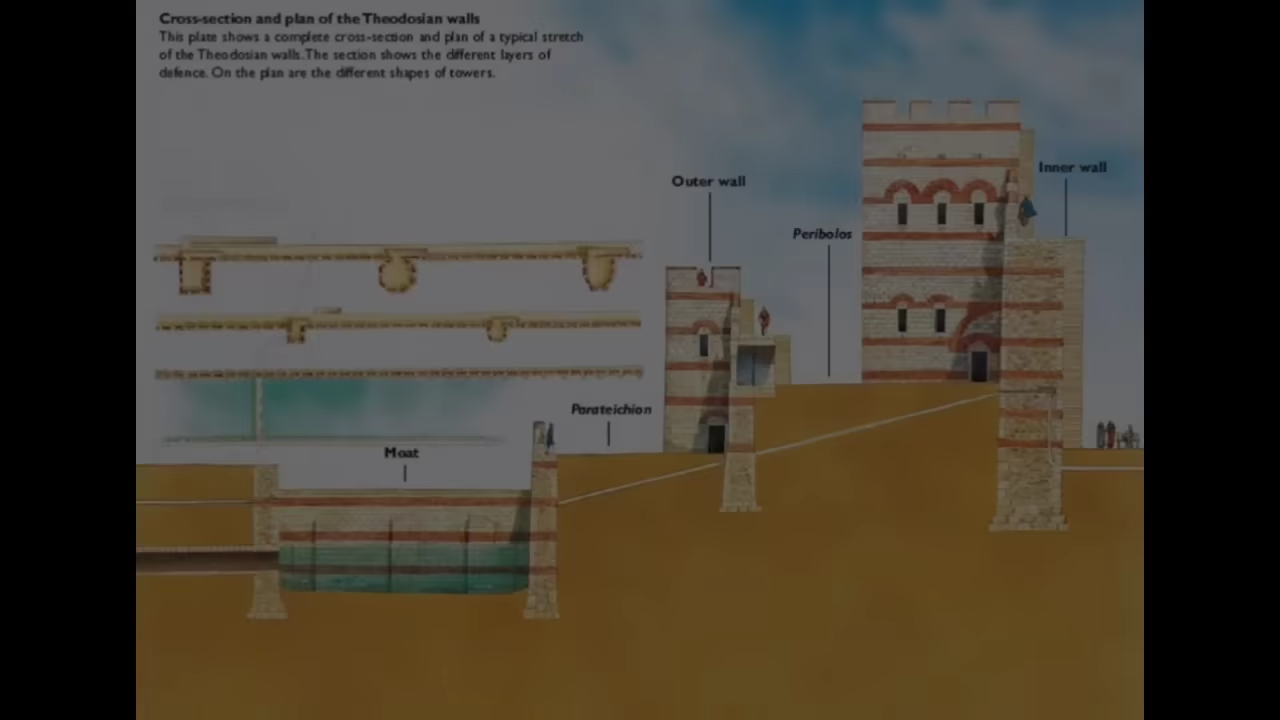 Cross-section and plan of the Theodosian walls
This plate shows a complete cross-section and plan of a typical stretch
of the Theodosian walls. The section shows the different layers of
defence. On the plan are the different shapes of towers.
Inner wall
Outer wall
Peribolos
Parateichion
Moat